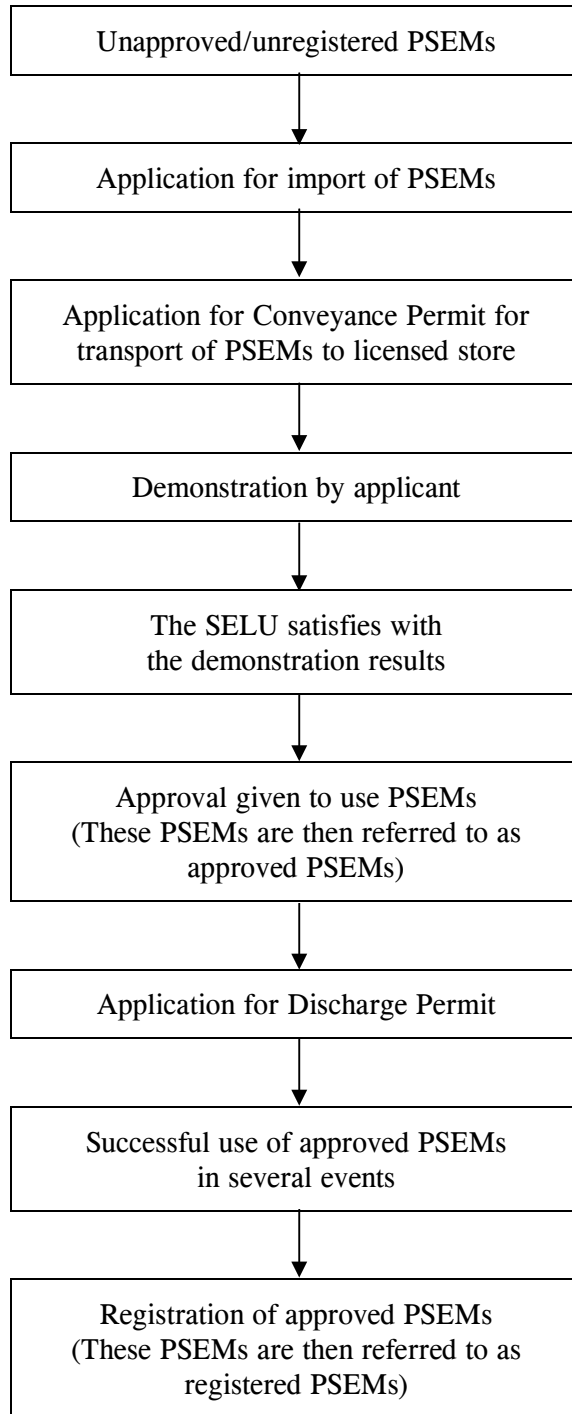 Unapproved/unregistered PSEMs
Application for import of PSEMs
Application for Conveyance Permit for
transport of PSEMs to licensed store
Demonstration by applicant
The SELU satisfies with
the demonstration results
Approval given to use PSEMs
(These PSEMs are then referred to as
approved PSEMs)
Application for Discharge Permit
Successful use of approved PSEMs
in several events
Registration of approved PSEMs
(These PSEMs are then referred to as
registered PSEMs)